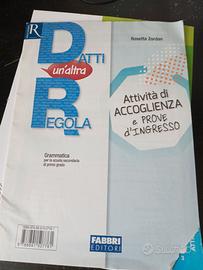 Rosetta Zordan
DATTI
un'altra
REGOLA
Grammatica
per la scuola secondaria
di primo grado
Attività di
ACCOGLIENZA
e PROVE
d'INGRESSO
FABBRI
EDITORI
subito